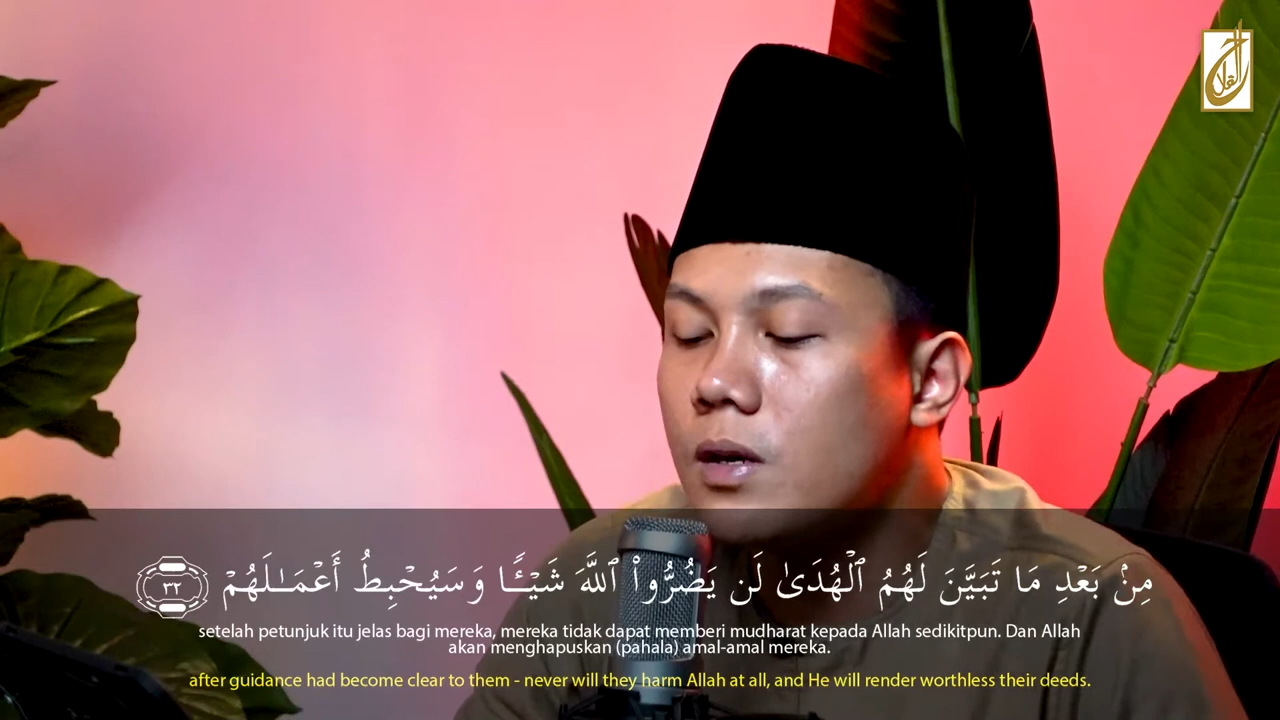 مِنۢ بَعْدِ مَا تَبَيَّنَ لَهُمُ ٱلْهُدَىٰ لَن يَضُرُّوا۟ ٱللَّهَ شَيْـًٔا وَسَيُحْبِطُ أَعْمَـٰلَهُمْ ٣٢
setelah petunjuk itu jelas bagi mereka, mereka tidak dapat memberi mudharat kepada Allah sedikitpun. Dan Allah
akan menghapuskan (pahala) amal-amal mereka.
after guidance had become clear to them - never will they harm Allah at all, and He will render worthless their deeds.